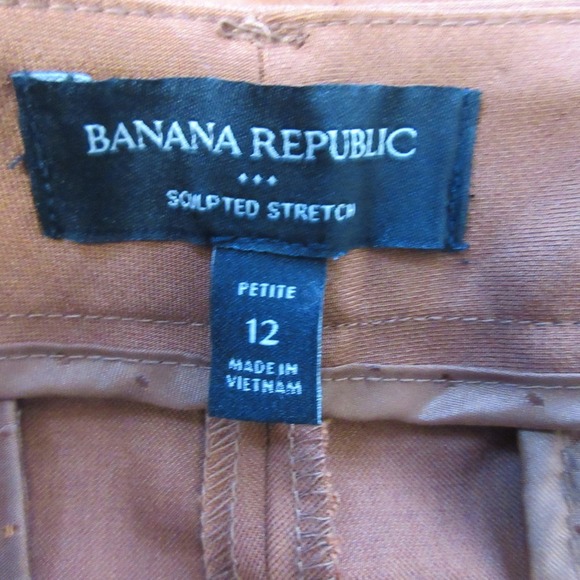 BANANA REPUBLIC
SCULPTED STRETCH
PETITE
12
MADE IN
VIETNAM